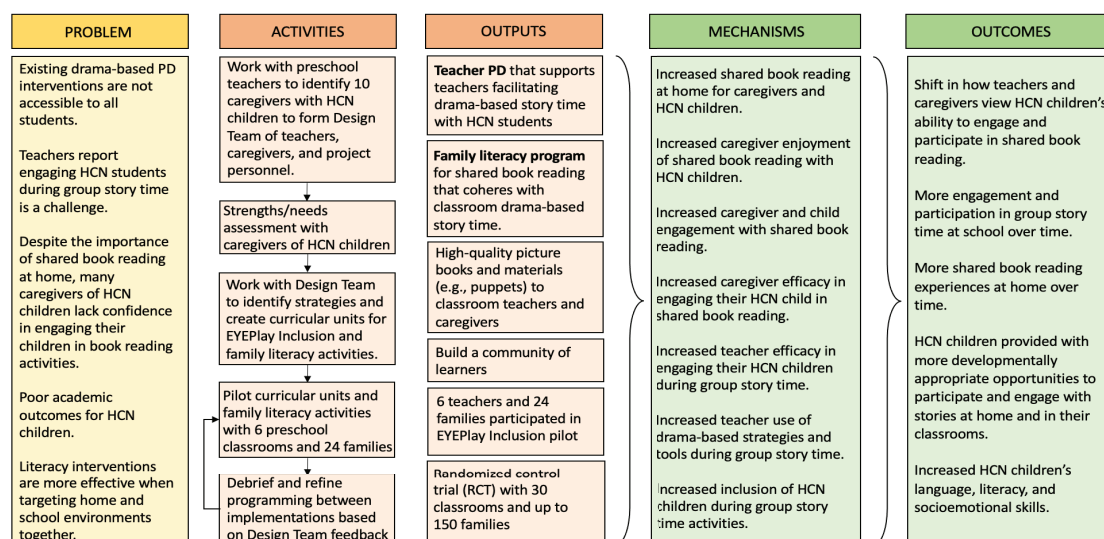 PROBLEM
Existing drama-based PD
interventions are not
accessible to all
students.
Teachers report
engaging HCN students
during group story time
is a challenge.
Despite the importance
of shared book reading
at home, many
caregivers of HCN
children lack confidence
in engaging their
children in book reading
activities.
Poor academic
outcomes for HCN
children.
Literacy interventions
are more effective when
targeting home and
school environments
together.
ACTIVITIES
Work with preschool
teachers to identify 10
caregivers with HCN
children to form Design
Team of teachers,
caregivers, and project
personnel.
Strengths/needs
assessment with
caregivers of HCN children
Work with Design Team
to identify strategies and
create curricular units for
EYEPlay Inclusion and
family literacy activities.
Pilot curricular units and
family literacy activities
with 6 preschool
classrooms and 24 families
Debrief and refine
programming between
implementations based
on Design Team feedback
OUTPUTS
Teacher PD that supports
teachers facilitating
drama-based story time
with HCN students
Family literacy program
for shared book reading
that coheres with
classroom drama-based
story time.
High-quality picture
books and materials
(e.g., puppets) to
classroom teachers and
caregivers
Build a community of
learners
6 teachers and 24
families participated in
EYEPlay Inclusion pilot
Randomized control
trial (RCT) with 30
classrooms and up to
150 families
MECHANISMS
Increased shared book reading
at home for caregivers and
HCN children.
Increased caregiver enjoyment
of shared book reading with
HCN children.
Increased caregiver and child
engagement with shared book
reading.
Increased caregiver efficacy in
engaging their HCN child in
shared book reading.
Increased teacher efficacy in
engaging their HCN children
during group story time.
Increased teacher use of
drama-based strategies and
tools during group story time.
Increased inclusion of HCN
children during group story
time activities.
OUTCOMES
Shift in how teachers and
caregivers view HCN children's
ability to engage and
participate in shared book
reading.
More engagement and
participation in group story
time at school over time.
More shared book reading
experiences at home over
time.
HCN children provided with
more developmentally
appropriate opportunities to
participate and engage with
stories at home and in their
classrooms.
Increased HCN children's
language, literacy, and
socioemotional skills.